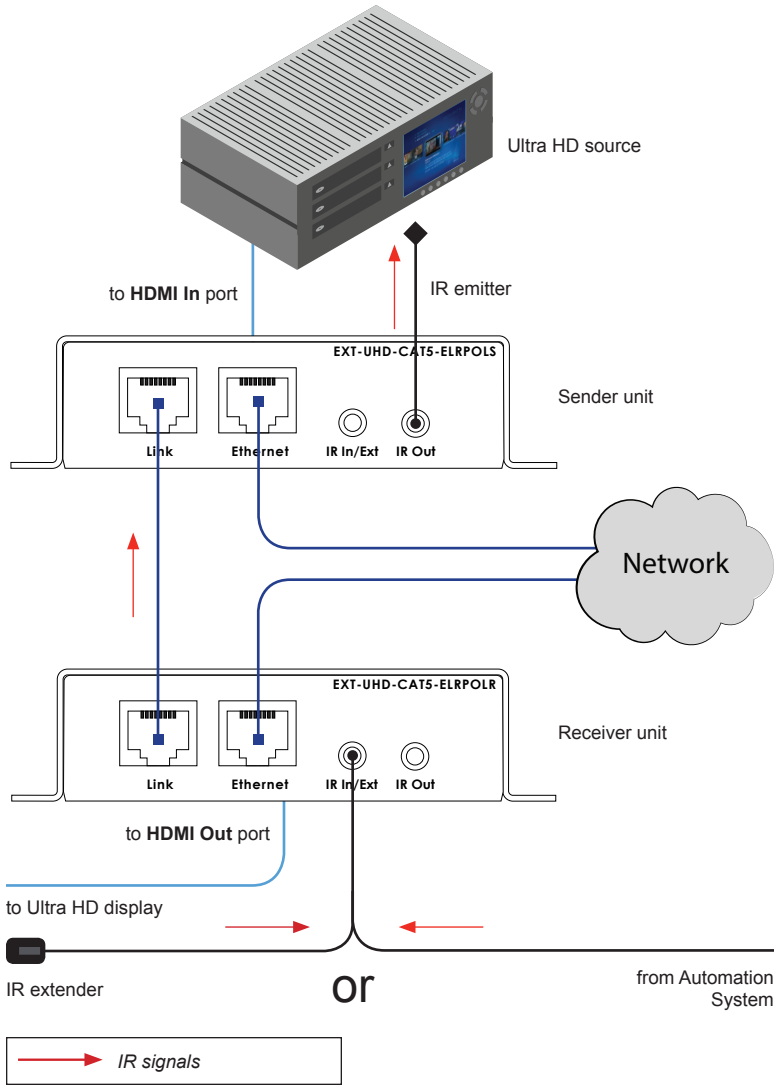 Ultra HD source
to HDMI In port
IR emitter
EXT-UHD-CAT5-ELRPOLS
Sender unit
Link
Ethernet
IR In/Ext
IR Out
Network
EXT-UHD-CAT5-ELRPOLR
Receiver unit
Link
Ethernet
IR In/Ext
IR Out
to HDMI Out port
to Ultra HD display
IR extender
or
from Automation
System
IR signals